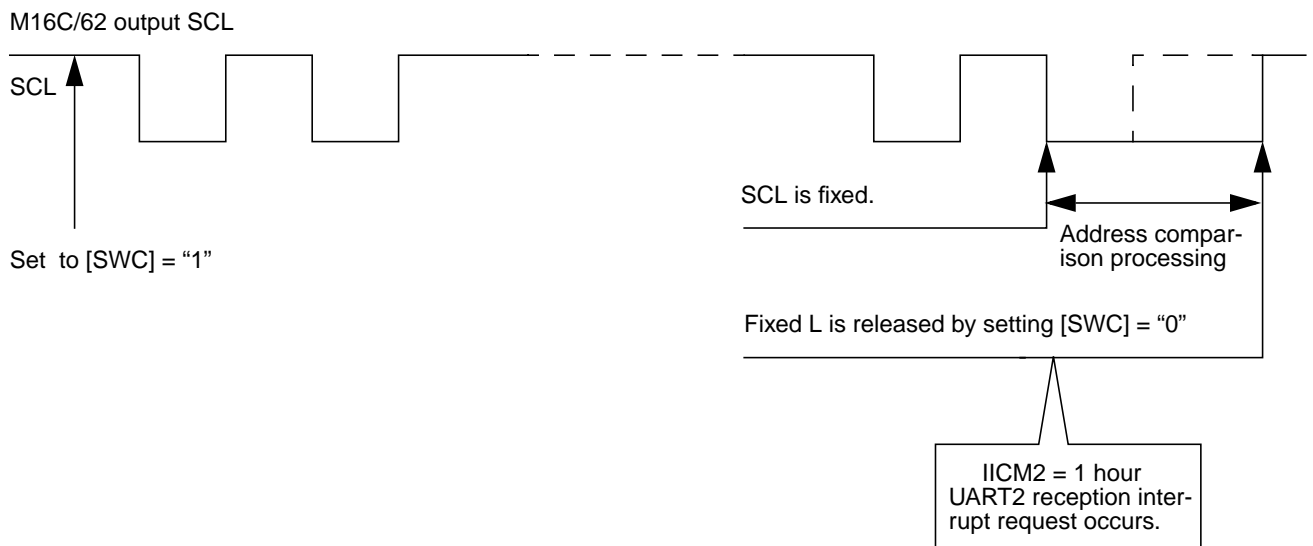 M16C/62 output SCL
SCL
Set to [SWC] = “1”
SCL is fixed.
Address compar-
ison processing
Fixed L is released by setting [SWC] = “0”
IICM2 = 1 hour
UART2 reception inter-
rupt request occurs.